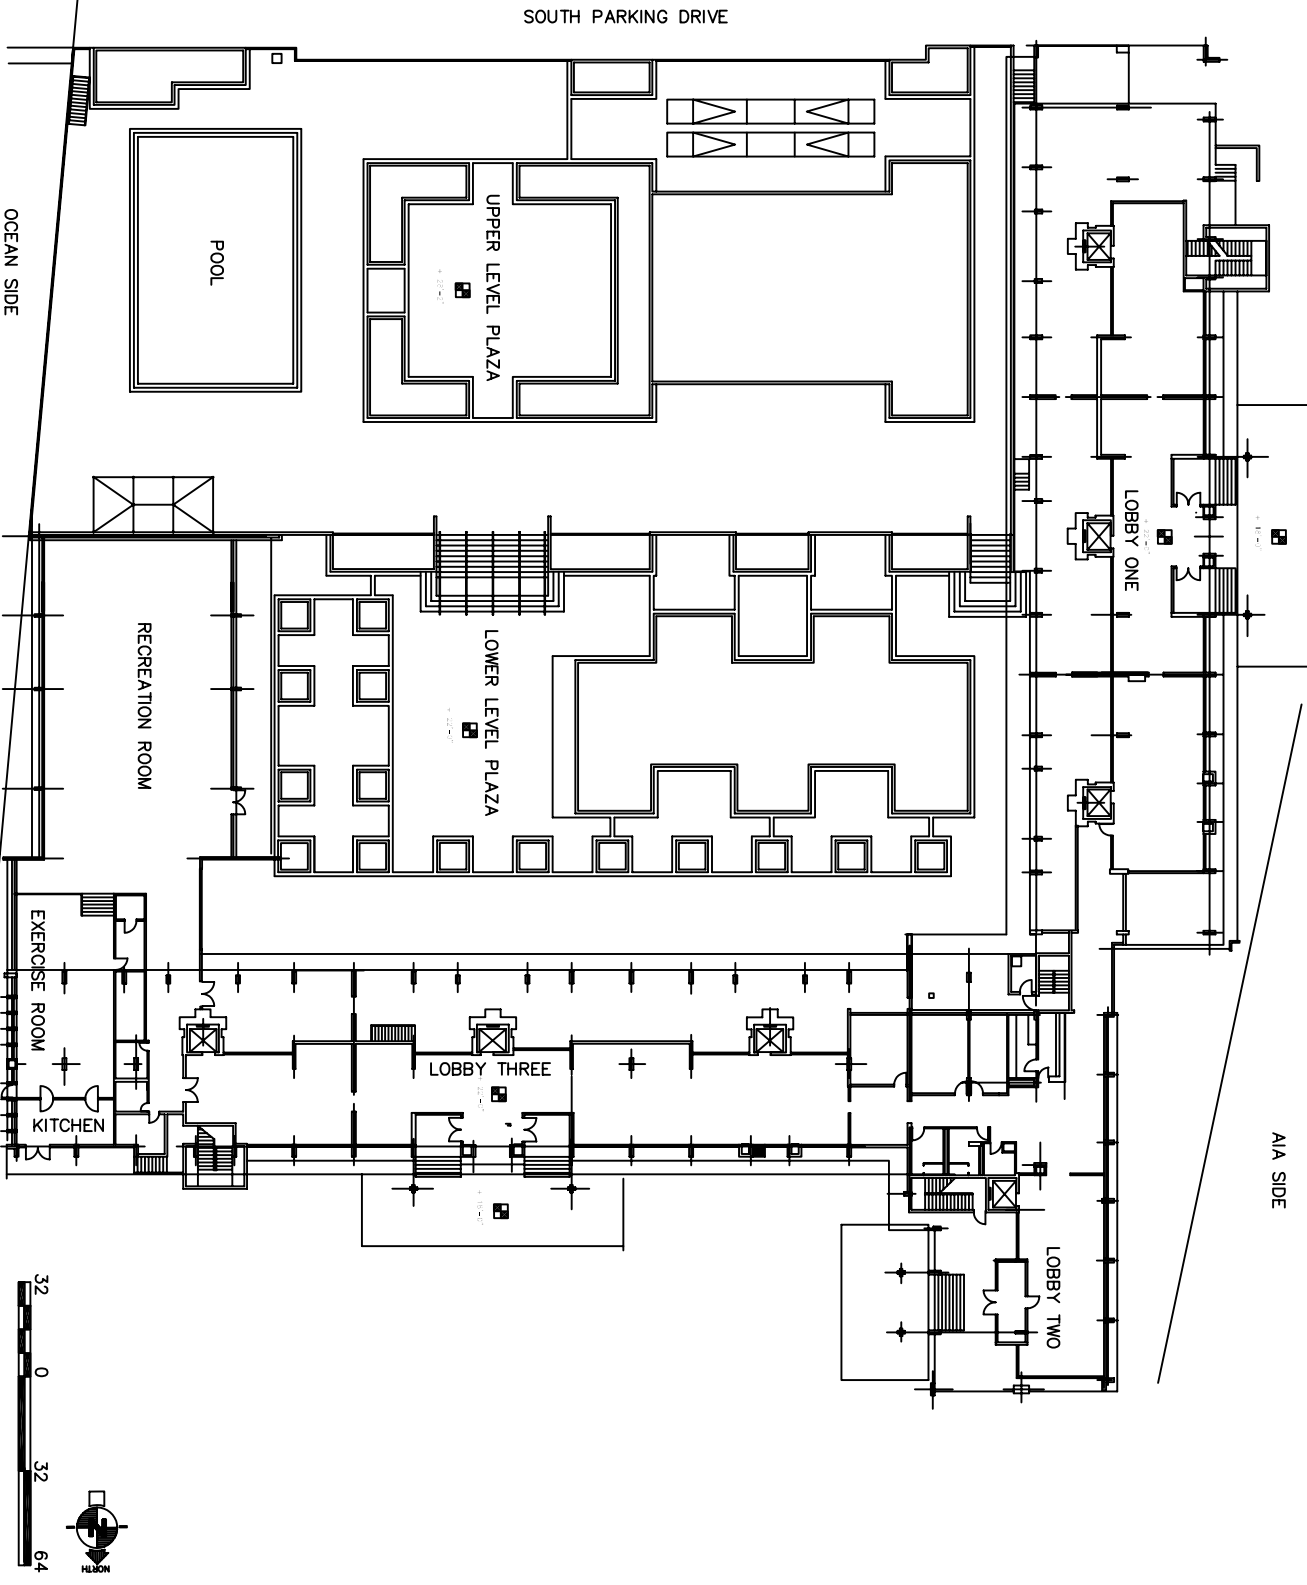 SOUTH PARKING DRIVE
OCEAN SIDE
POOL
UPPER LEVEL PLAZA
LOBBY ONE
RECREATION ROOM
LOWER LEVEL PLAZA
EXERCISE ROOM
LOBBY THREE
KITCHEN
AIA SIDE
LOBBY TWO
32 0 32 64
NORTH